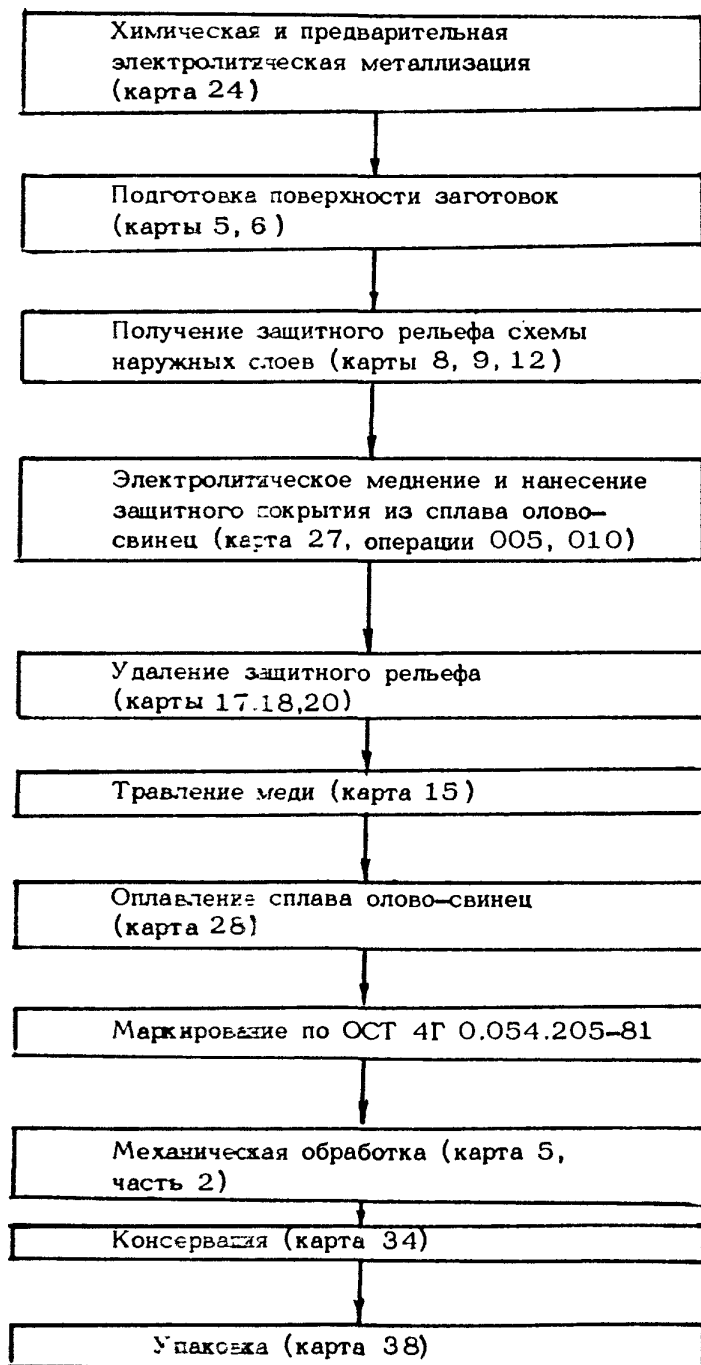 Химическая и предварительная
электролитическая металлизация
(карта 24)
Подготовка поверхности заготовок
(карты 5, 6)
Получение защитного рельефа схемы
наружных слоев (карты 8, 9, 12)
Электролитическое меднение и нанесение
защитного покрытия из сплава олово-
свинец (карта 27, операции 005, 010)
Удаление защитного рельефа
(карты 17.18,20)
Травление меди (карта 15)
Оплавление сплава олово-свинец
(карта 28)
Маркирование по ОСТ 4Г 0.054.205-81
Механическая обработка (карта 5,
часть 2)
Консервация (карта 34)
Упаковка (карта 38)